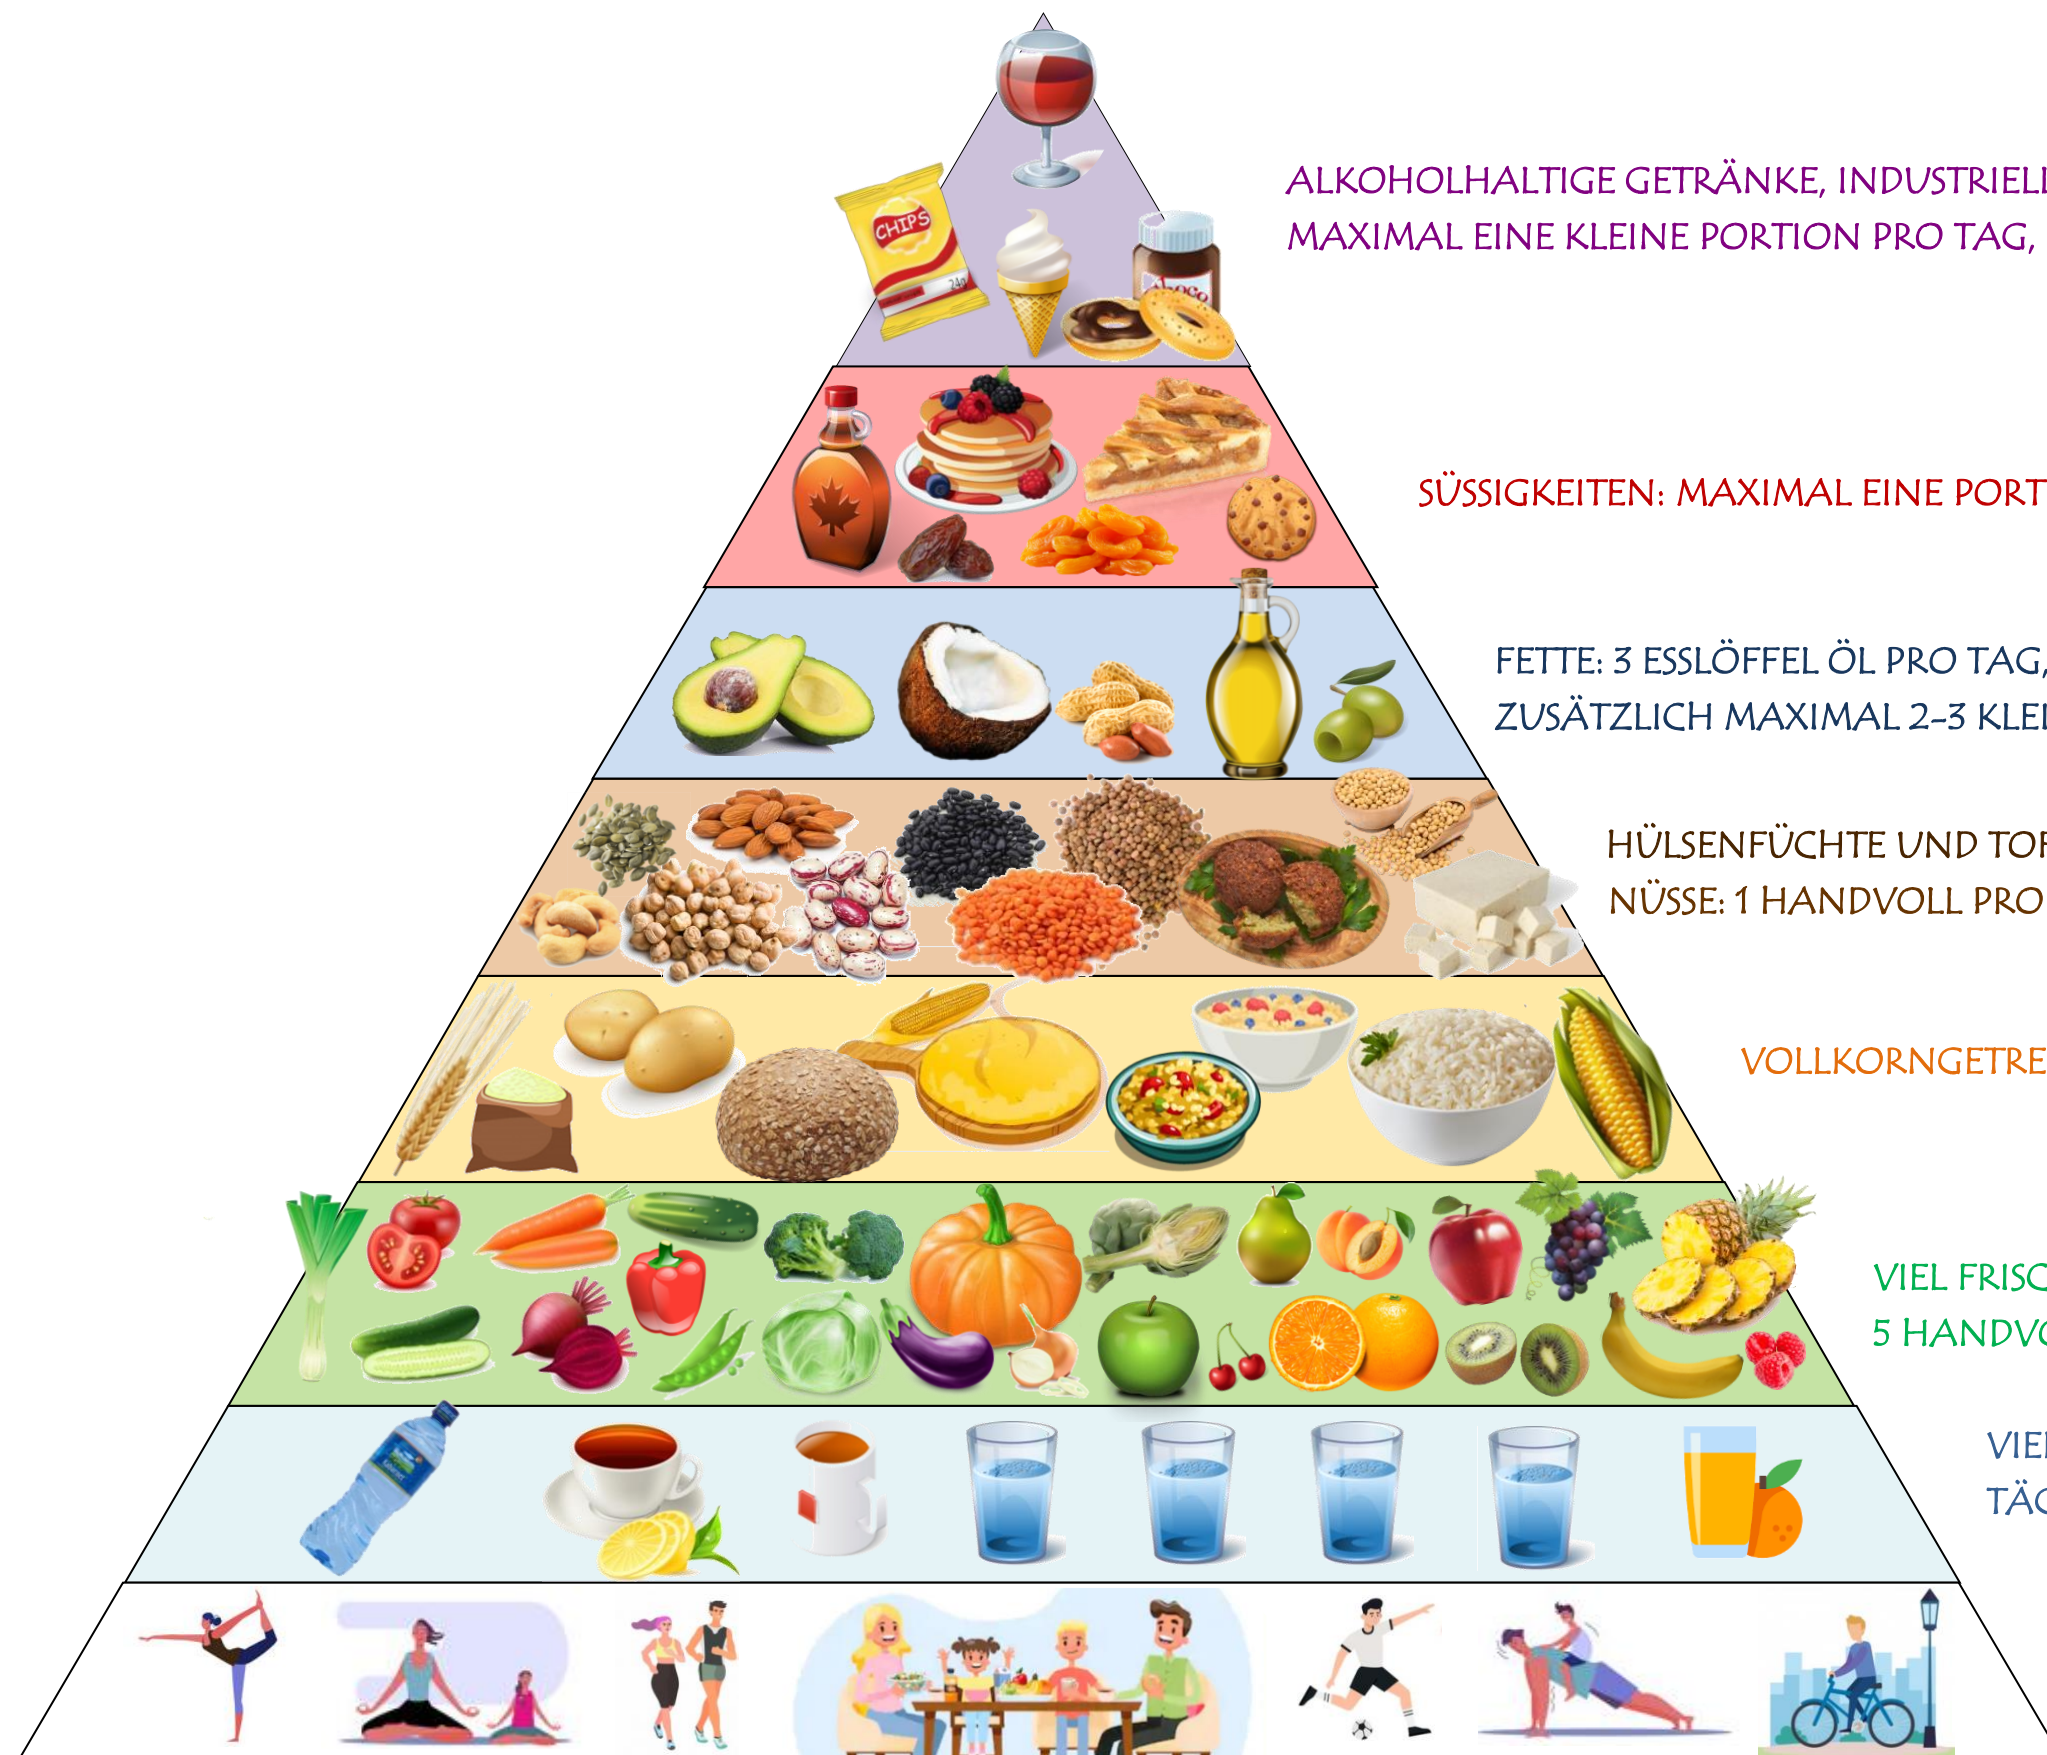 ALKOHOLHALTIGE GETRÄNKE, INDUSTRIELL
MAXIMAL EINE KLEINE PORTION PRO TAG,
CHIPS
24g
SÜSSIGKEITEN: MAXIMAL EINE PORT
FETTE: 3 ESSLÖFFEL ÖL PRO TAG,
ZUSÄTZLICH MAXIMAL 2-3 KLEI
HÜLSENFÜCHTE UND TOF
NÜSSE: 1 HANDVOLL PRO
VOLLKORNGETRE
VIEL FRISC
5 HANDVO
VIEL
TÄG